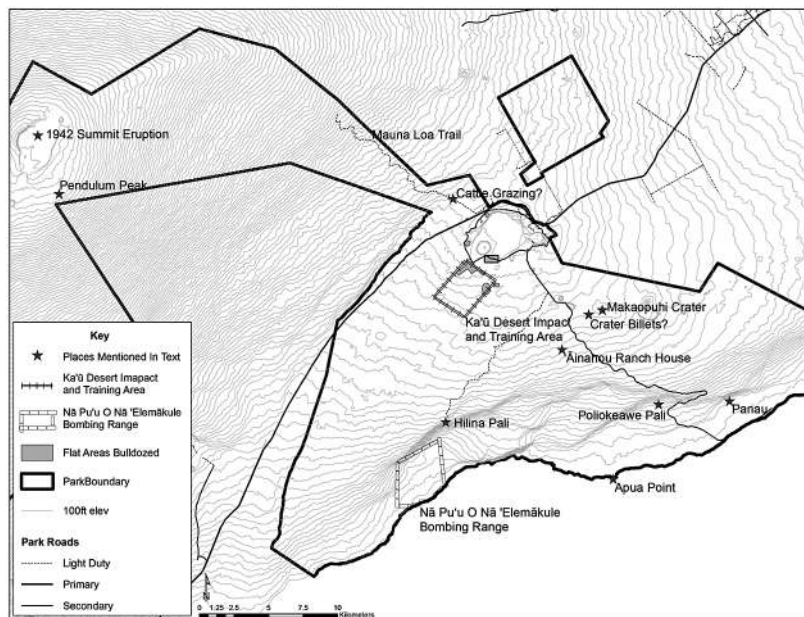 Mauna Loa Trail
1942 Summit Eruption
Pendulum Peak
Cattle Grazing?
Makaopuhi Crater
Crater Billets?
Ka'ū Desert Impact
and Training Area
Āinahou Ranch House
Poliokeawe Pali
Panau
Hilina Pali
Apua Point
Nā Pu'u O Nā 'Elemākule
Bombing Range
Key
Places Mentioned In Text
Ka'ū Desert Imapact
and Training Area
Nā Pu'u O Nā 'Elemākule
Bombing Range
Flat Areas Bulldozed
ParkBoundary
100ft elev
Park Roads
Light Duty
Primary
Secondary
N
0 1.25 2.5 5 7.5 10
Kilometers